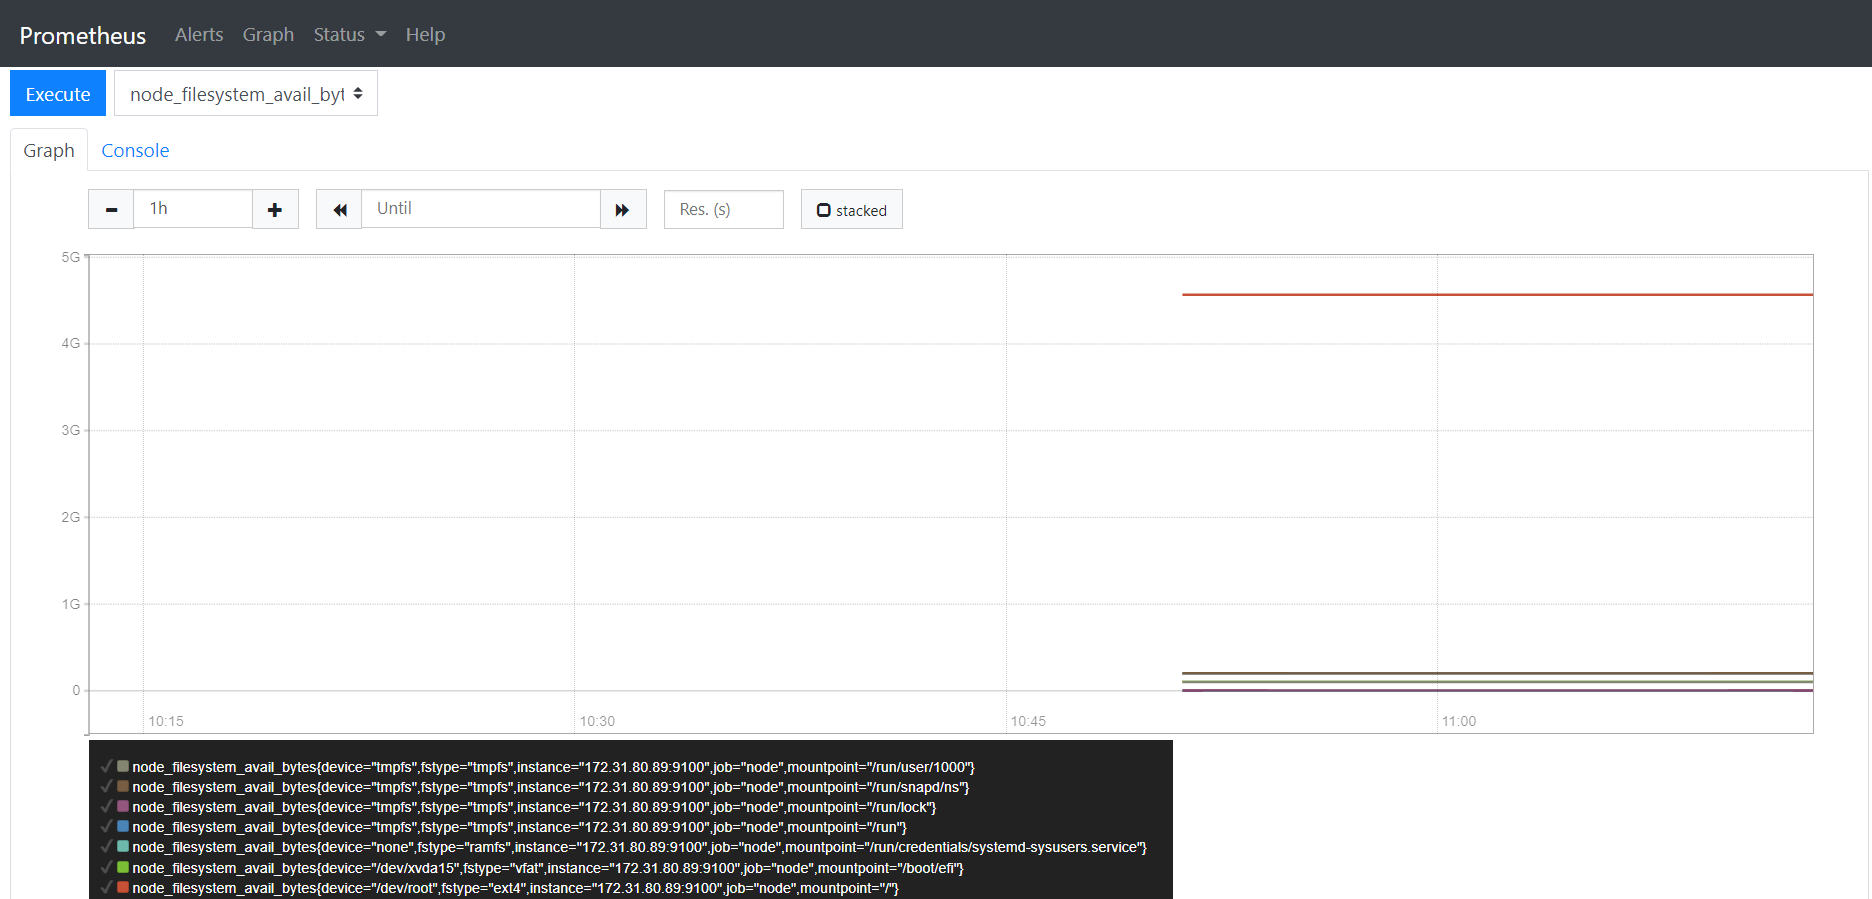 Prometheus Alerts Graph Status Help
Execute node_filesystem_avail_byt
Graph Console
1h Until Res. (s) stacked
5G
4G
3G
2G
1G
0
10:15 10:30 10:45 11:00
node_filesystem_avail_bytes{device="tmpfs",fstype="tmpfs",instance="172.31.80.89:9100",job="node",mountpoint="/run/user/1000"}
node_filesystem_avail_bytes{device="tmpfs",fstype="tmpfs",instance="172.31.80.89:9100",job="node",mountpoint="/run/snapd/ns"}
node_filesystem_avail_bytes{device="tmpfs",fstype="tmpfs",instance="172.31.80.89:9100",job="node",mountpoint="/run/lock"}
node_filesystem_avail_bytes{device="tmpfs",fstype="tmpfs",instance="172.31.80.89:9100",job="node",mountpoint="/run"}
node_filesystem_avail_bytes{device="none",fstype="ramfs",instance="172.31.80.89:9100",job="node",mountpoint="/run/credentials/systemd-sysusers.service"}
node_filesystem_avail_bytes{device="/dev/xvda15",fstype="vfat",instance="172.31.80.89:9100",job="node",mountpoint="/boot/efi"}
node_filesystem_avail_bytes{device="/dev/root",fstype="ext4",instance="172.31.80.89:9100",job="node",mountpoint="/"}